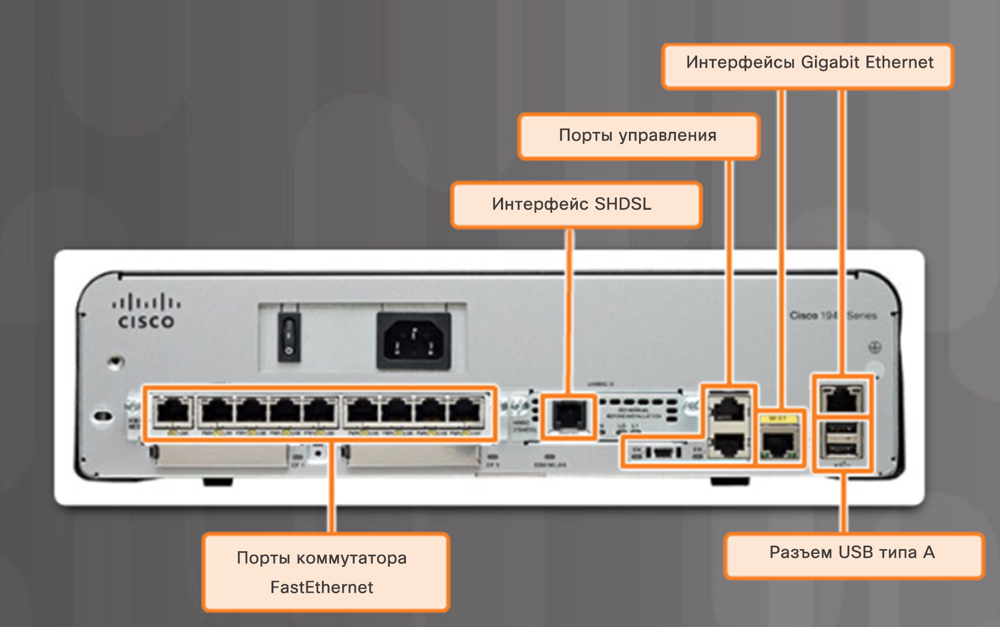 Интерфейсы Gigabit Ethernet
Порты управления
Интерфейс SHDSL
CISCO
Cisco 194 Series
Порты коммутатора
FastEthernet
Разъем USB типа A